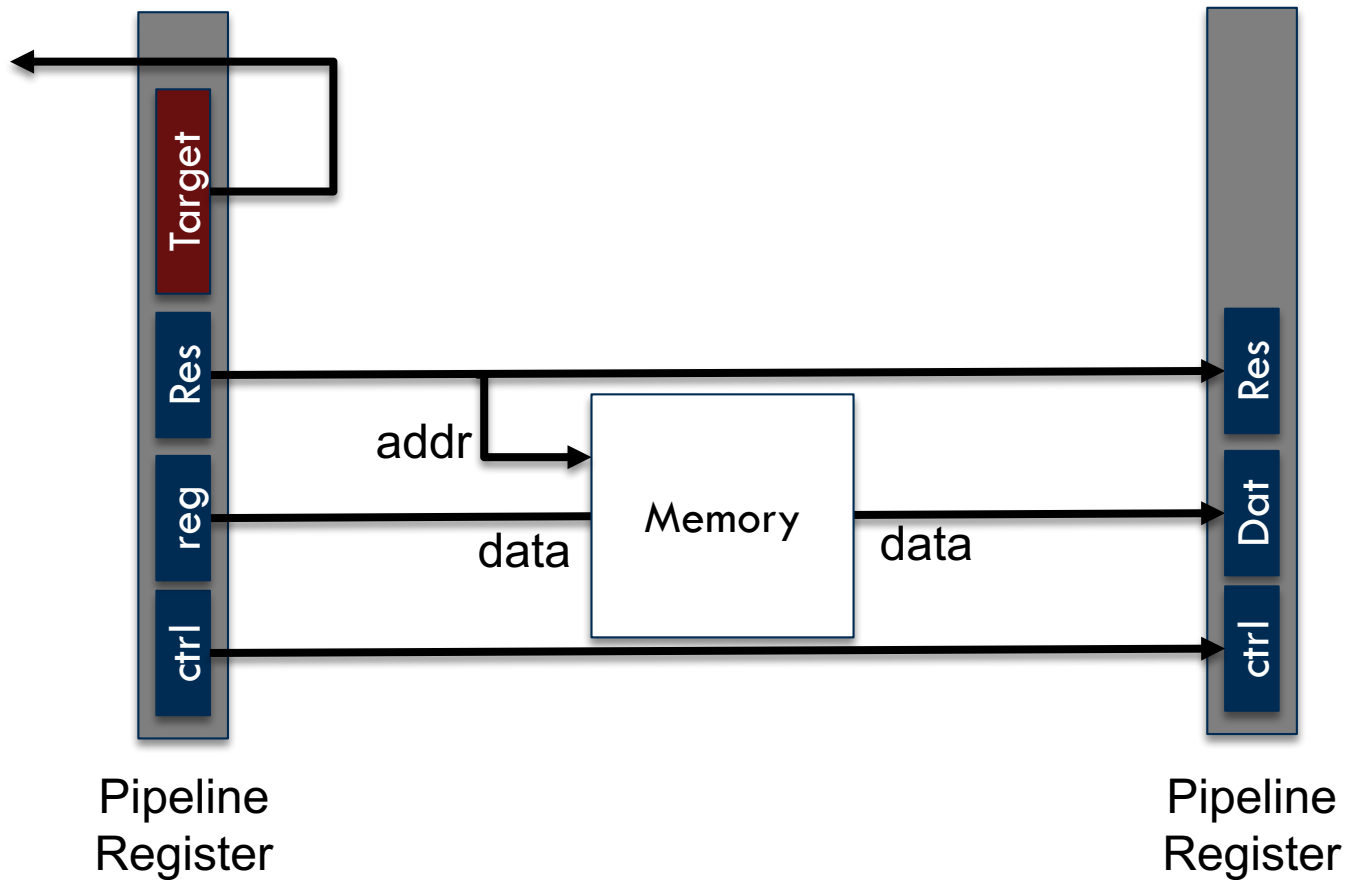 Target
Res
reg
ctrl
addr
data
Memory
data
Res
Dat
ctrl
Pipeline
Register
Pipeline
Register